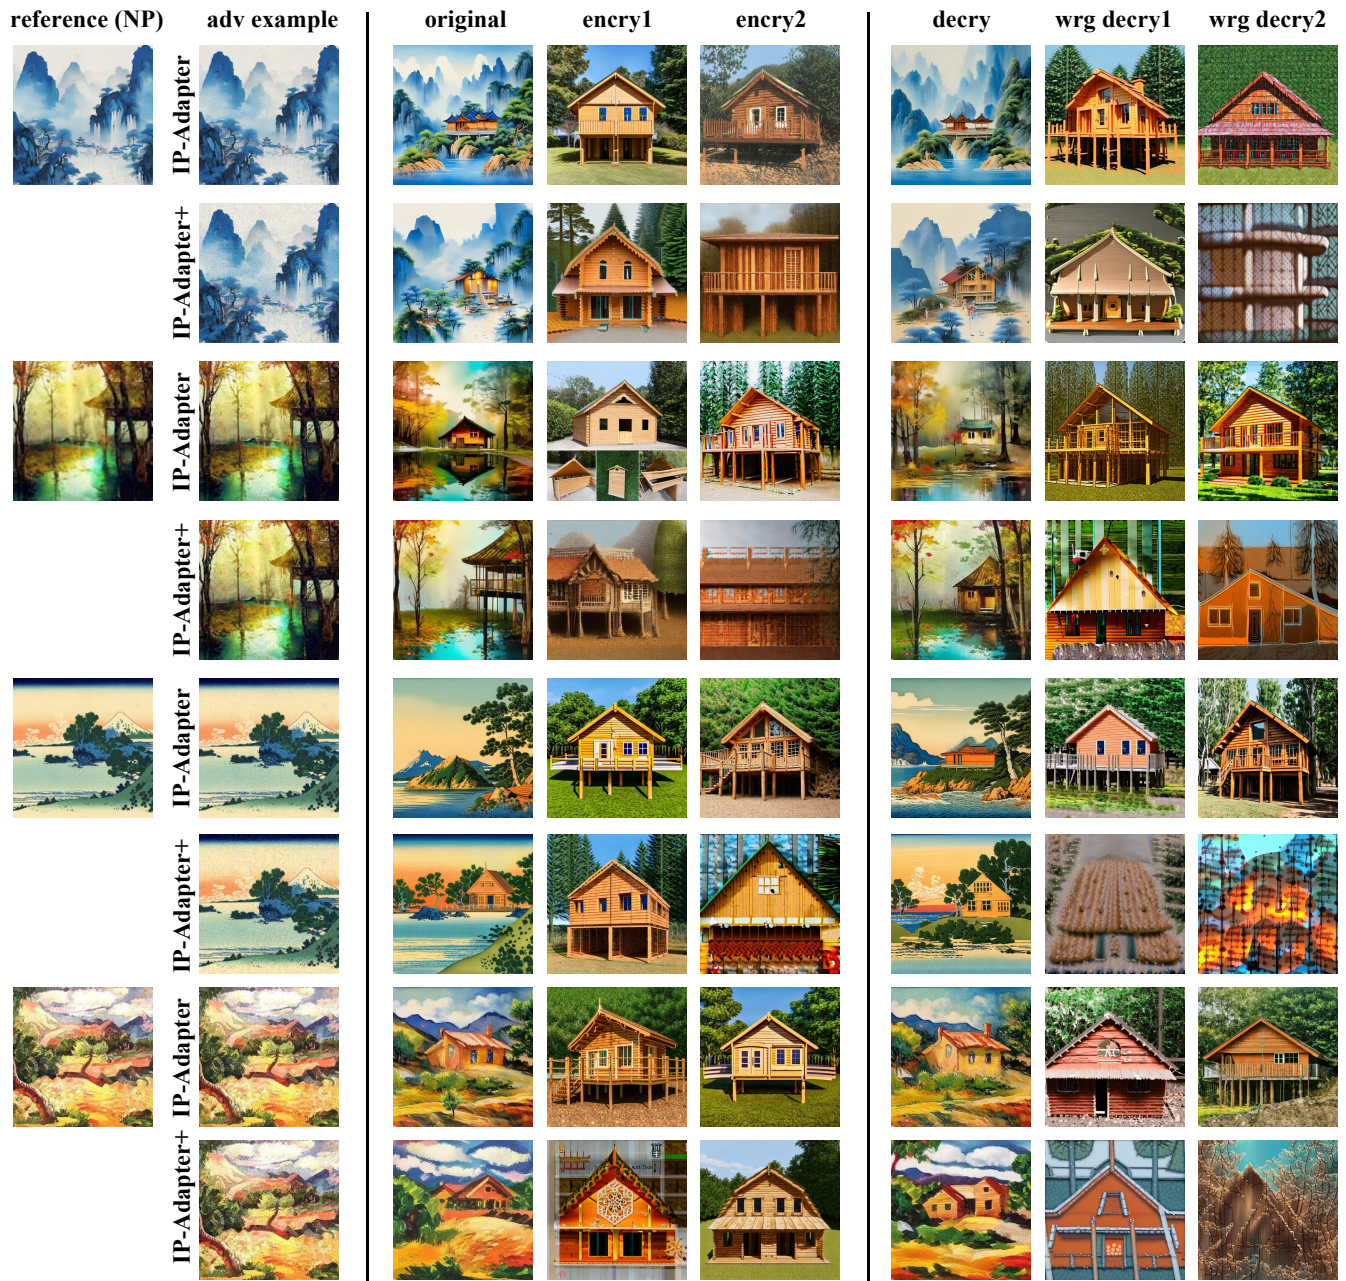 reference (NP) adv example original encry1 encry2 decry wrg decry1 wrg decry2
IP-Adapter
IP-Adapter+
IP-Adapter
IP-Adapter+
IP-Adapter
IP-Adapter+
IP-Adapter
IP-Adapter+